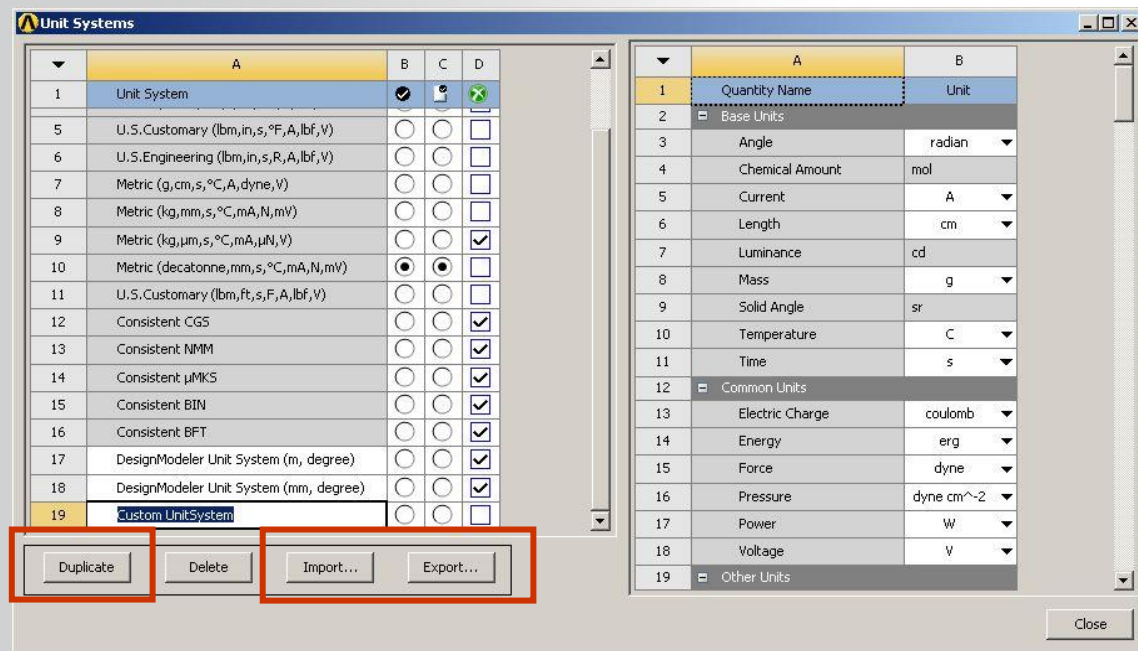 Unit Systems
A B C D
1 Unit System
5 U.S.Customary (lbm,in,s,°F,A,lbf,V)
6 U.S.Engineering (lbm,in,s,R,A,lbf,V)
7 Metric (g,cm,s,°C,A,dyne,V)
8 Metric (kg,mm,s,°C,mA,N,mV)
9 Metric (kg,µm,s,°C,mA,µN,V)
10 Metric (decatonne,mm,s,°C,mA,N,mV)
11 U.S.Customary (lbm,ft,s,F,A,lbf,V)
12 Consistent CGS
13 Consistent NMM
14 Consistent µMKS
15 Consistent BIN
16 Consistent BFT
17 DesignModeler Unit System (m, degree)
18 DesignModeler Unit System (mm, degree)
19 Custom UnitSystem
Duplicate Delete Import... Export...
A B
1 Quantity Name Unit
2 Base Units
3 Angle radian
4 Chemical Amount mol
5 Current A
6 Length cm
7 Luminance cd
8 Mass g
9 Solid Angle sr
10 Temperature C
11 Time s
12 Common Units
13 Electric Charge coulomb
14 Energy erg
15 Force dyne
16 Pressure dyne cm^-2
17 Power W
18 Voltage V
19 Other Units
Close